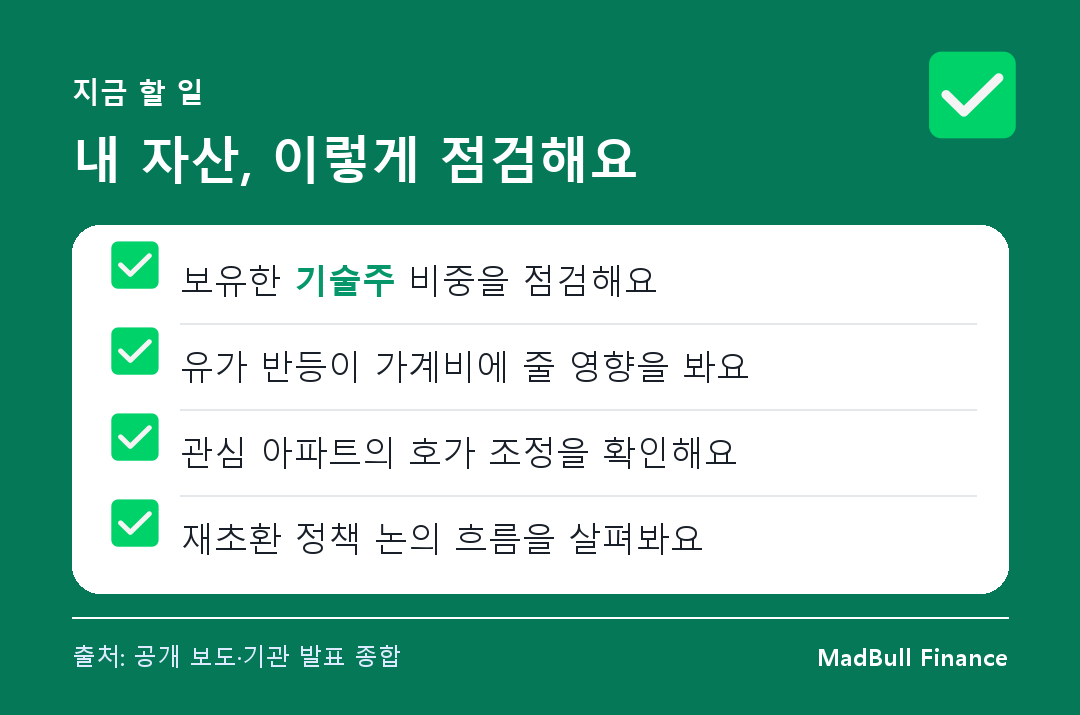 지금 할 일
내 자산, 이렇게 점검해요
보유한 기술주 비중을 점검해요
유가 반등이 가계비에 줄 영향을 봐요
관심 아파트의 호가 조정을 확인해요
재초환 정책 논의 흐름을 살펴봐요
출처: 공개 보도·기관 발표 종합
MadBull Finance